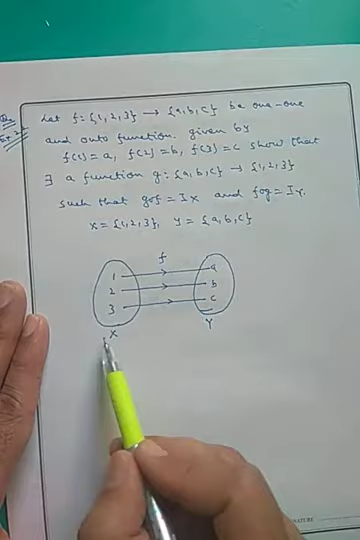 Let f: {1, 2, 3} → {a, b, c} be one-one
and onto function. given by
f(1) = a, f(2) = b, f(3) = c show that
∃ a function g: {a, b, c} → {1, 2, 3}
such that gof = Ix and fog = Iy.
x = {1, 2, 3}, y = {a, b, c}
f
1 a
2 b
3 c
X Y